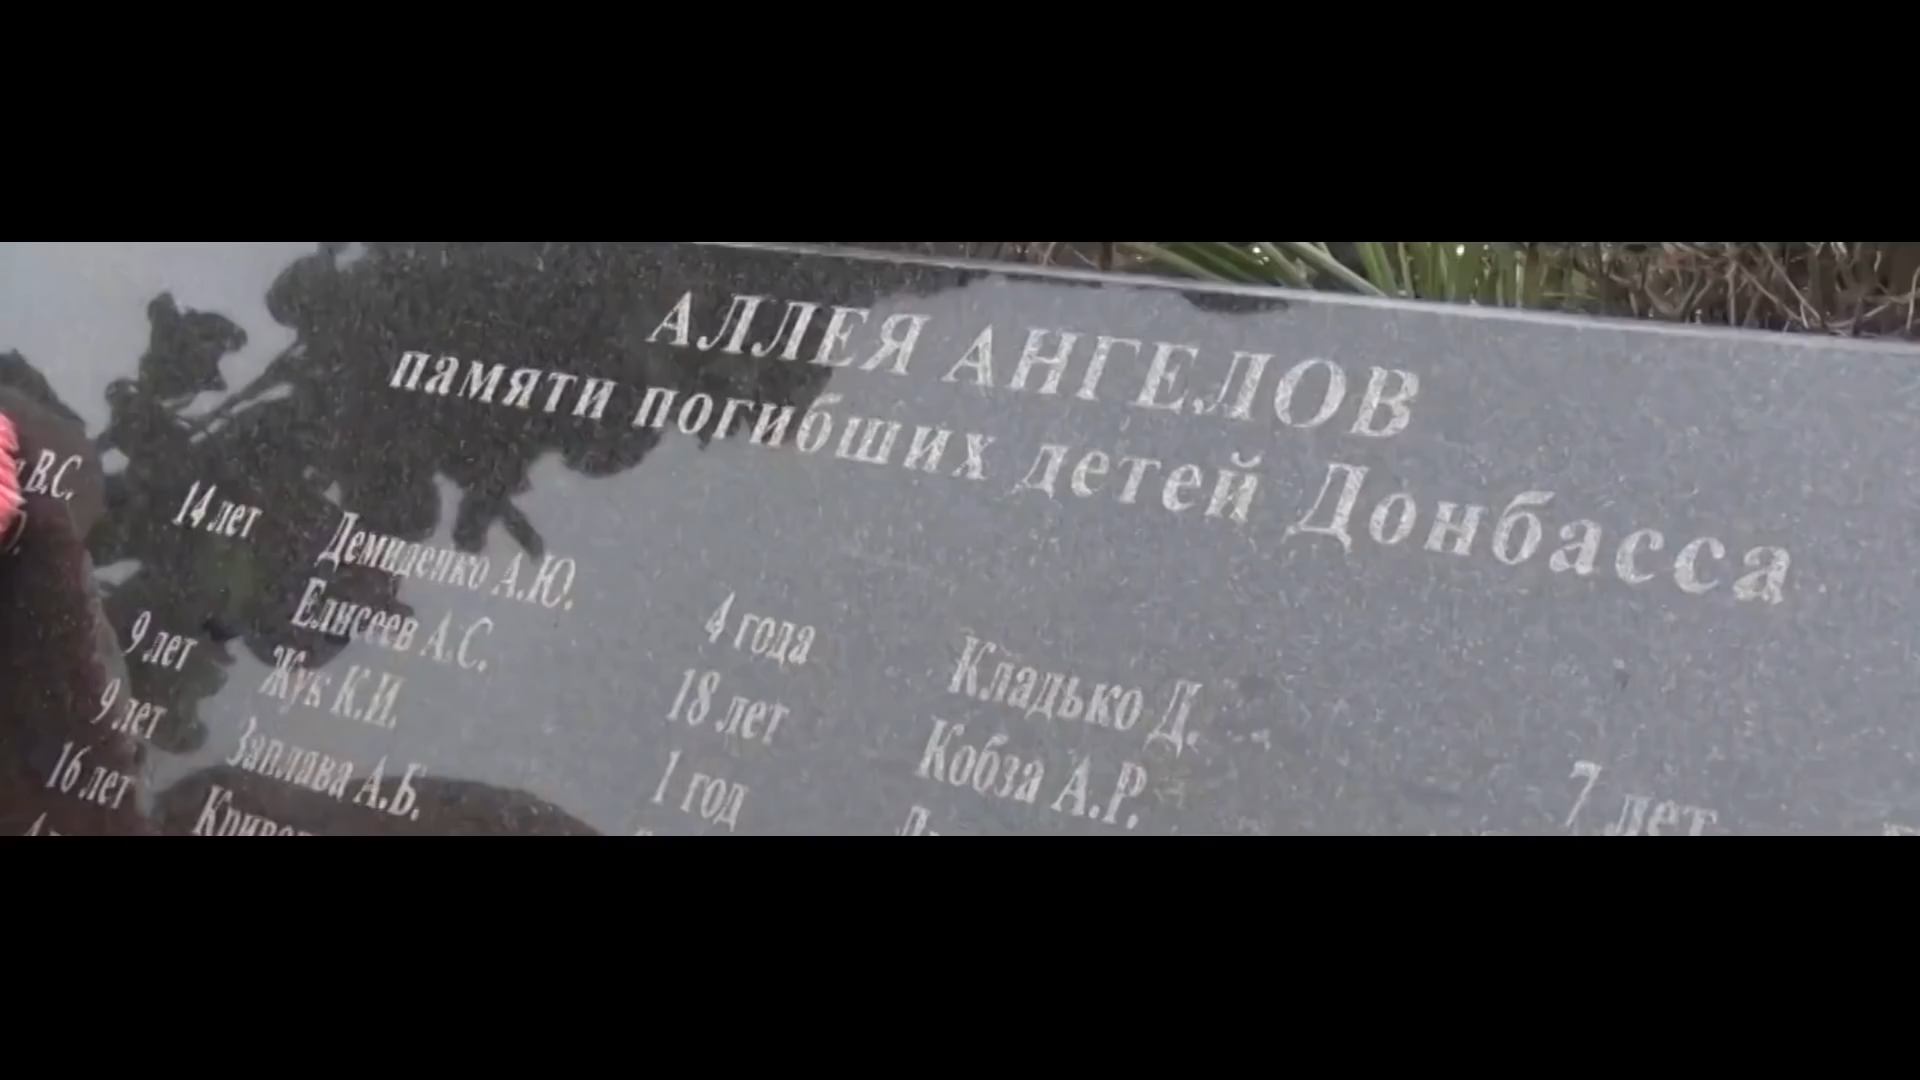 АЛЛЕЯ АНГЕЛОВ
памяти погибших детей Донбасса
В.С. 14 лет Демиденко А.Ю. 4 года Кладько Д. 7 лет
9 лет Елисеев А.С. 18 лет Кобза А.Р.
9 лет Жук К.И. 1 год
16 лет Заплава А.Б.